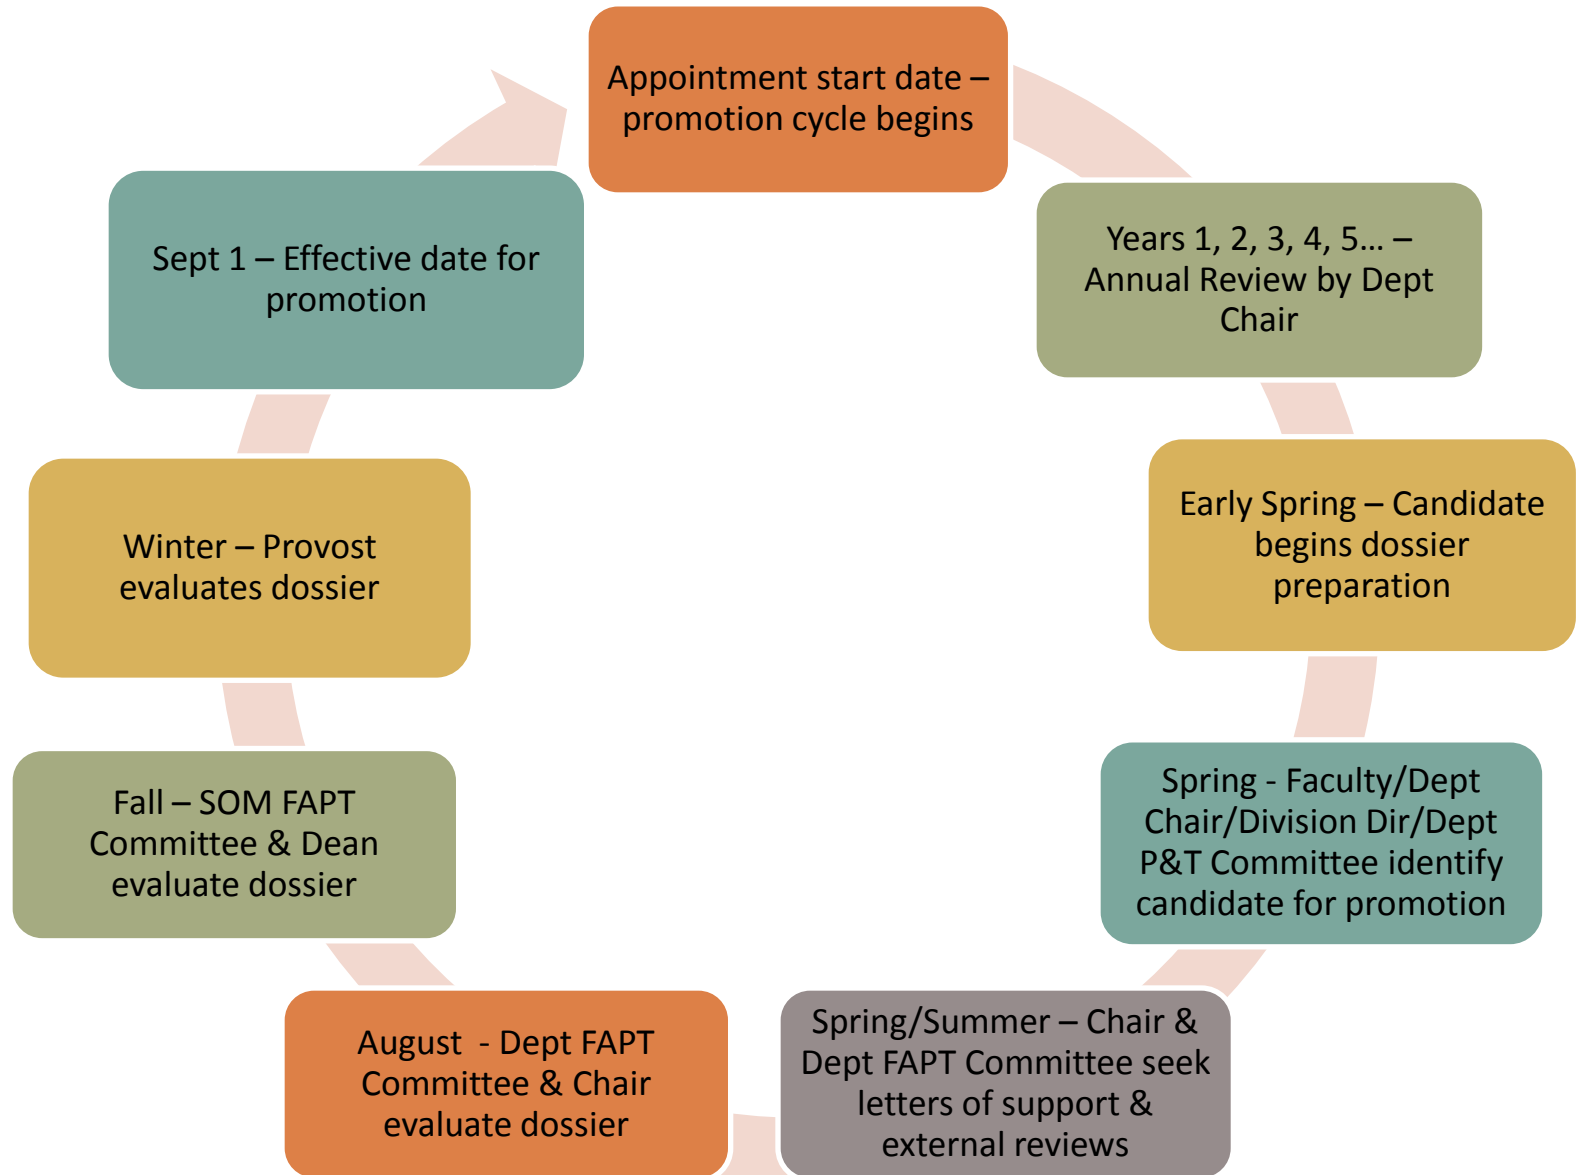 Appointment start date –
promotion cycle begins
Years 1, 2, 3, 4, 5... –
Annual Review by Dept
Chair
Early Spring – Candidate
begins dossier
preparation
Spring - Faculty/Dept
Chair/Division Dir/Dept
P&T Committee identify
candidate for promotion
Spring/Summer – Chair &
Dept FAPT Committee seek
letters of support &
external reviews
August  - Dept FAPT
Committee & Chair
evaluate dossier
Fall – SOM FAPT
Committee & Dean
evaluate dossier
Winter – Provost
evaluates dossier
Sept 1 – Effective date for
promotion